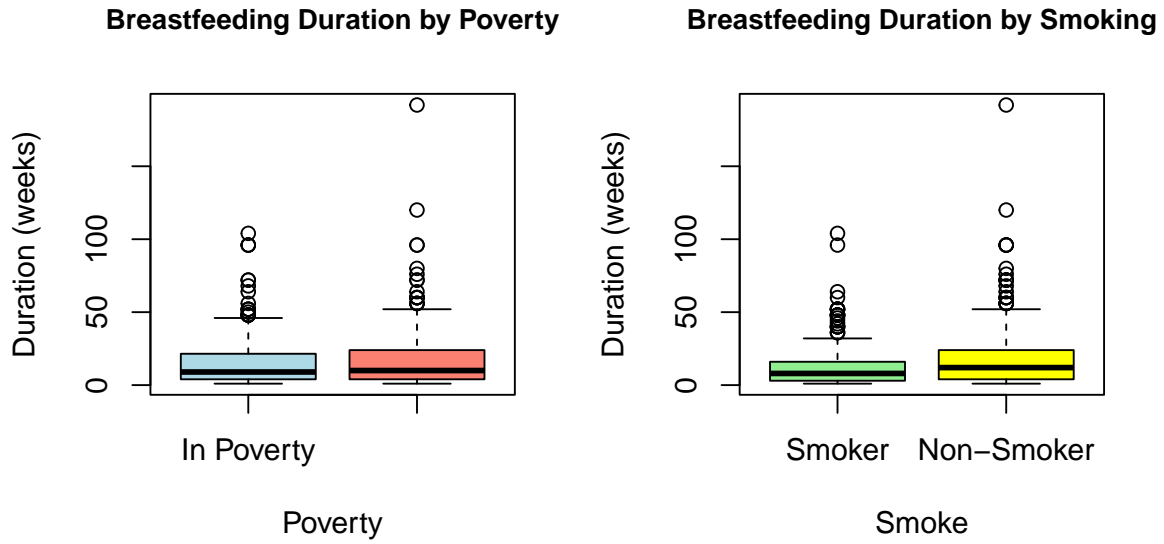 Breastfeeding Duration by Poverty
Duration (weeks)
100
50
0
In Poverty
Poverty
Breastfeeding Duration by Smoking
Duration (weeks)
100
50
0
Smoker Non−Smoker
Smoke